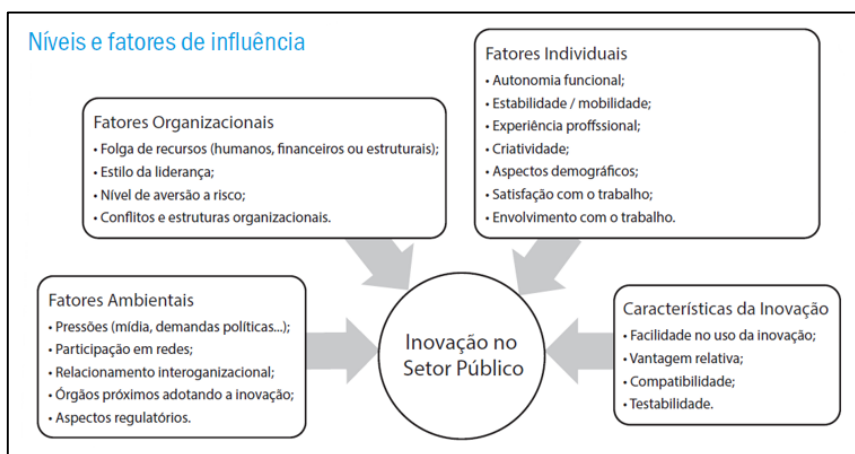 Níveis e fatores de influência
Fatores Organizacionais
• Folga de recursos (humanos, financeiros ou estruturais);
• Estilo da liderança;
• Nível de aversão a risco;
• Conflitos e estruturas organizacionais.
Fatores Individuais
• Autonomia funcional;
• Estabilidade / mobilidade;
• Experiência proffssional;
• Criatividade;
• Aspectos demográficos;
• Satisfação com o trabalho;
• Envolvimento com o trabalho.
Fatores Ambientais
• Pressões (mídia, demandas políticas...);
• Participação em redes;
• Relacionamento interoganizacional;
• Órgãos próximos adotando a inovação;
• Aspectos regulatórios.
Inovação no
Setor Público
Características da Inovação
• Facilidade no uso da inovação;
• Vantagem relativa;
• Compatibilidade;
• Testabilidade.